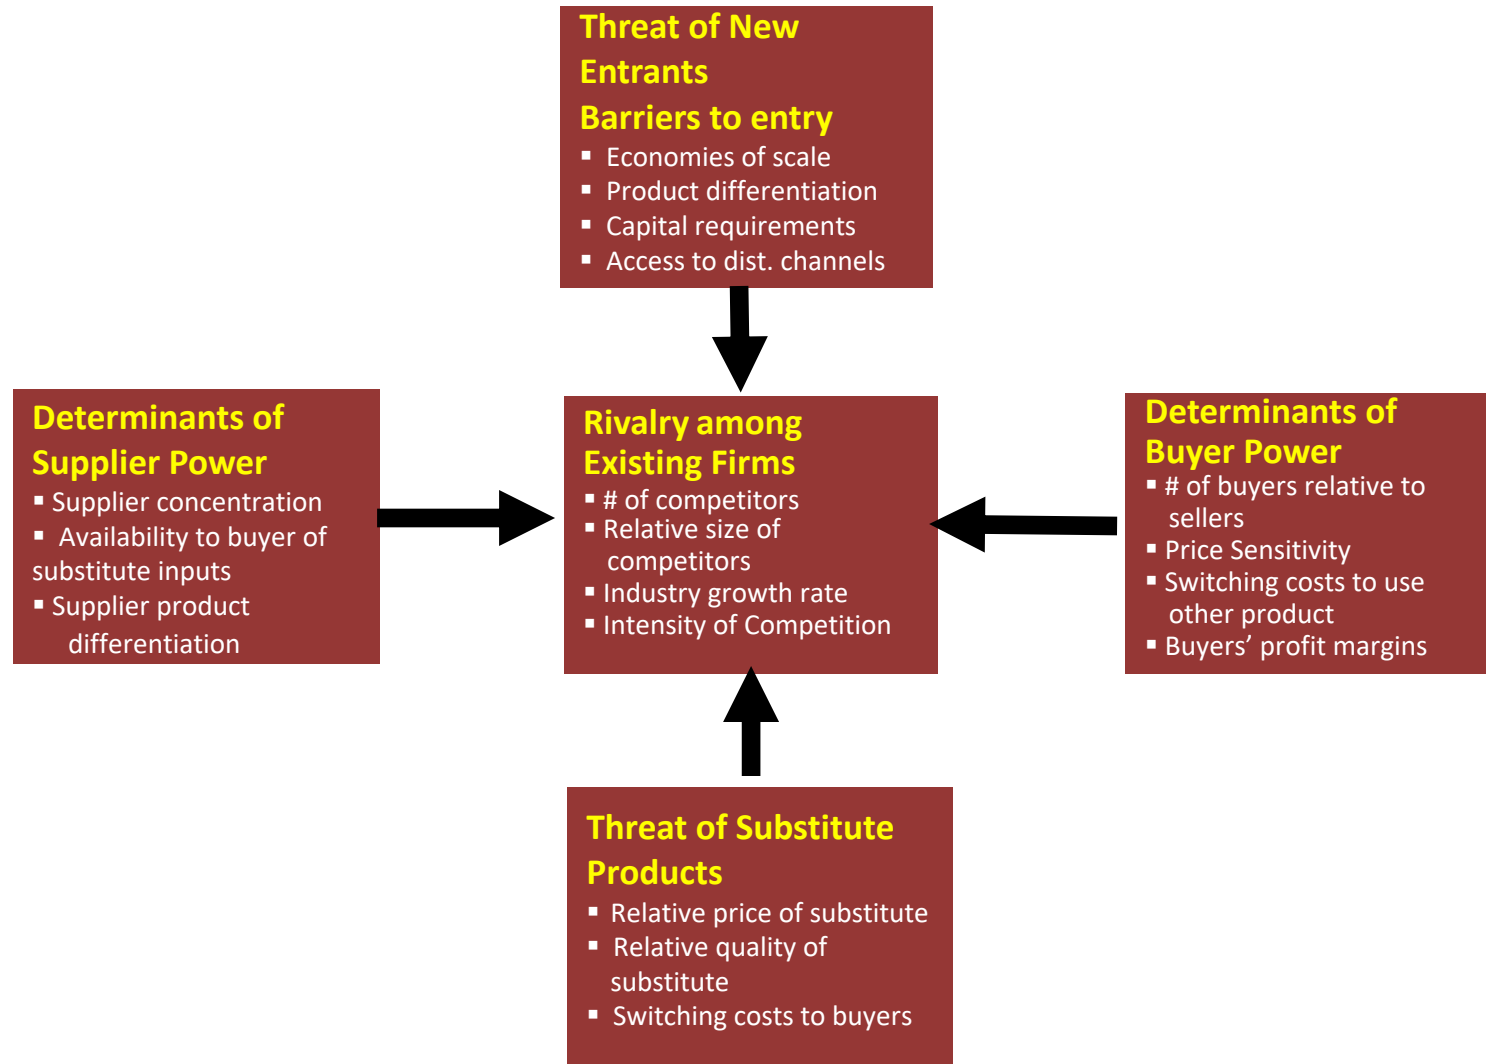 Threat of New
Entrants
Barriers to entry
▪ Economies of scale
▪ Product differentiation
▪ Capital requirements
▪ Access to dist. channels
Determinants of
Supplier Power
▪ Supplier concentration
▪ Availability to buyer of
substitute inputs
▪ Supplier product
differentiation
Rivalry among
Existing Firms
▪ # of competitors
▪ Relative size of
competitors
▪ Industry growth rate
▪ Intensity of Competition
Determinants of
Buyer Power
▪ # of buyers relative to
sellers
▪ Price Sensitivity
▪ Switching costs to use
other product
▪ Buyers’ profit margins
Threat of Substitute
Products
▪ Relative price of substitute
▪ Relative quality of
substitute
▪ Switching costs to buyers